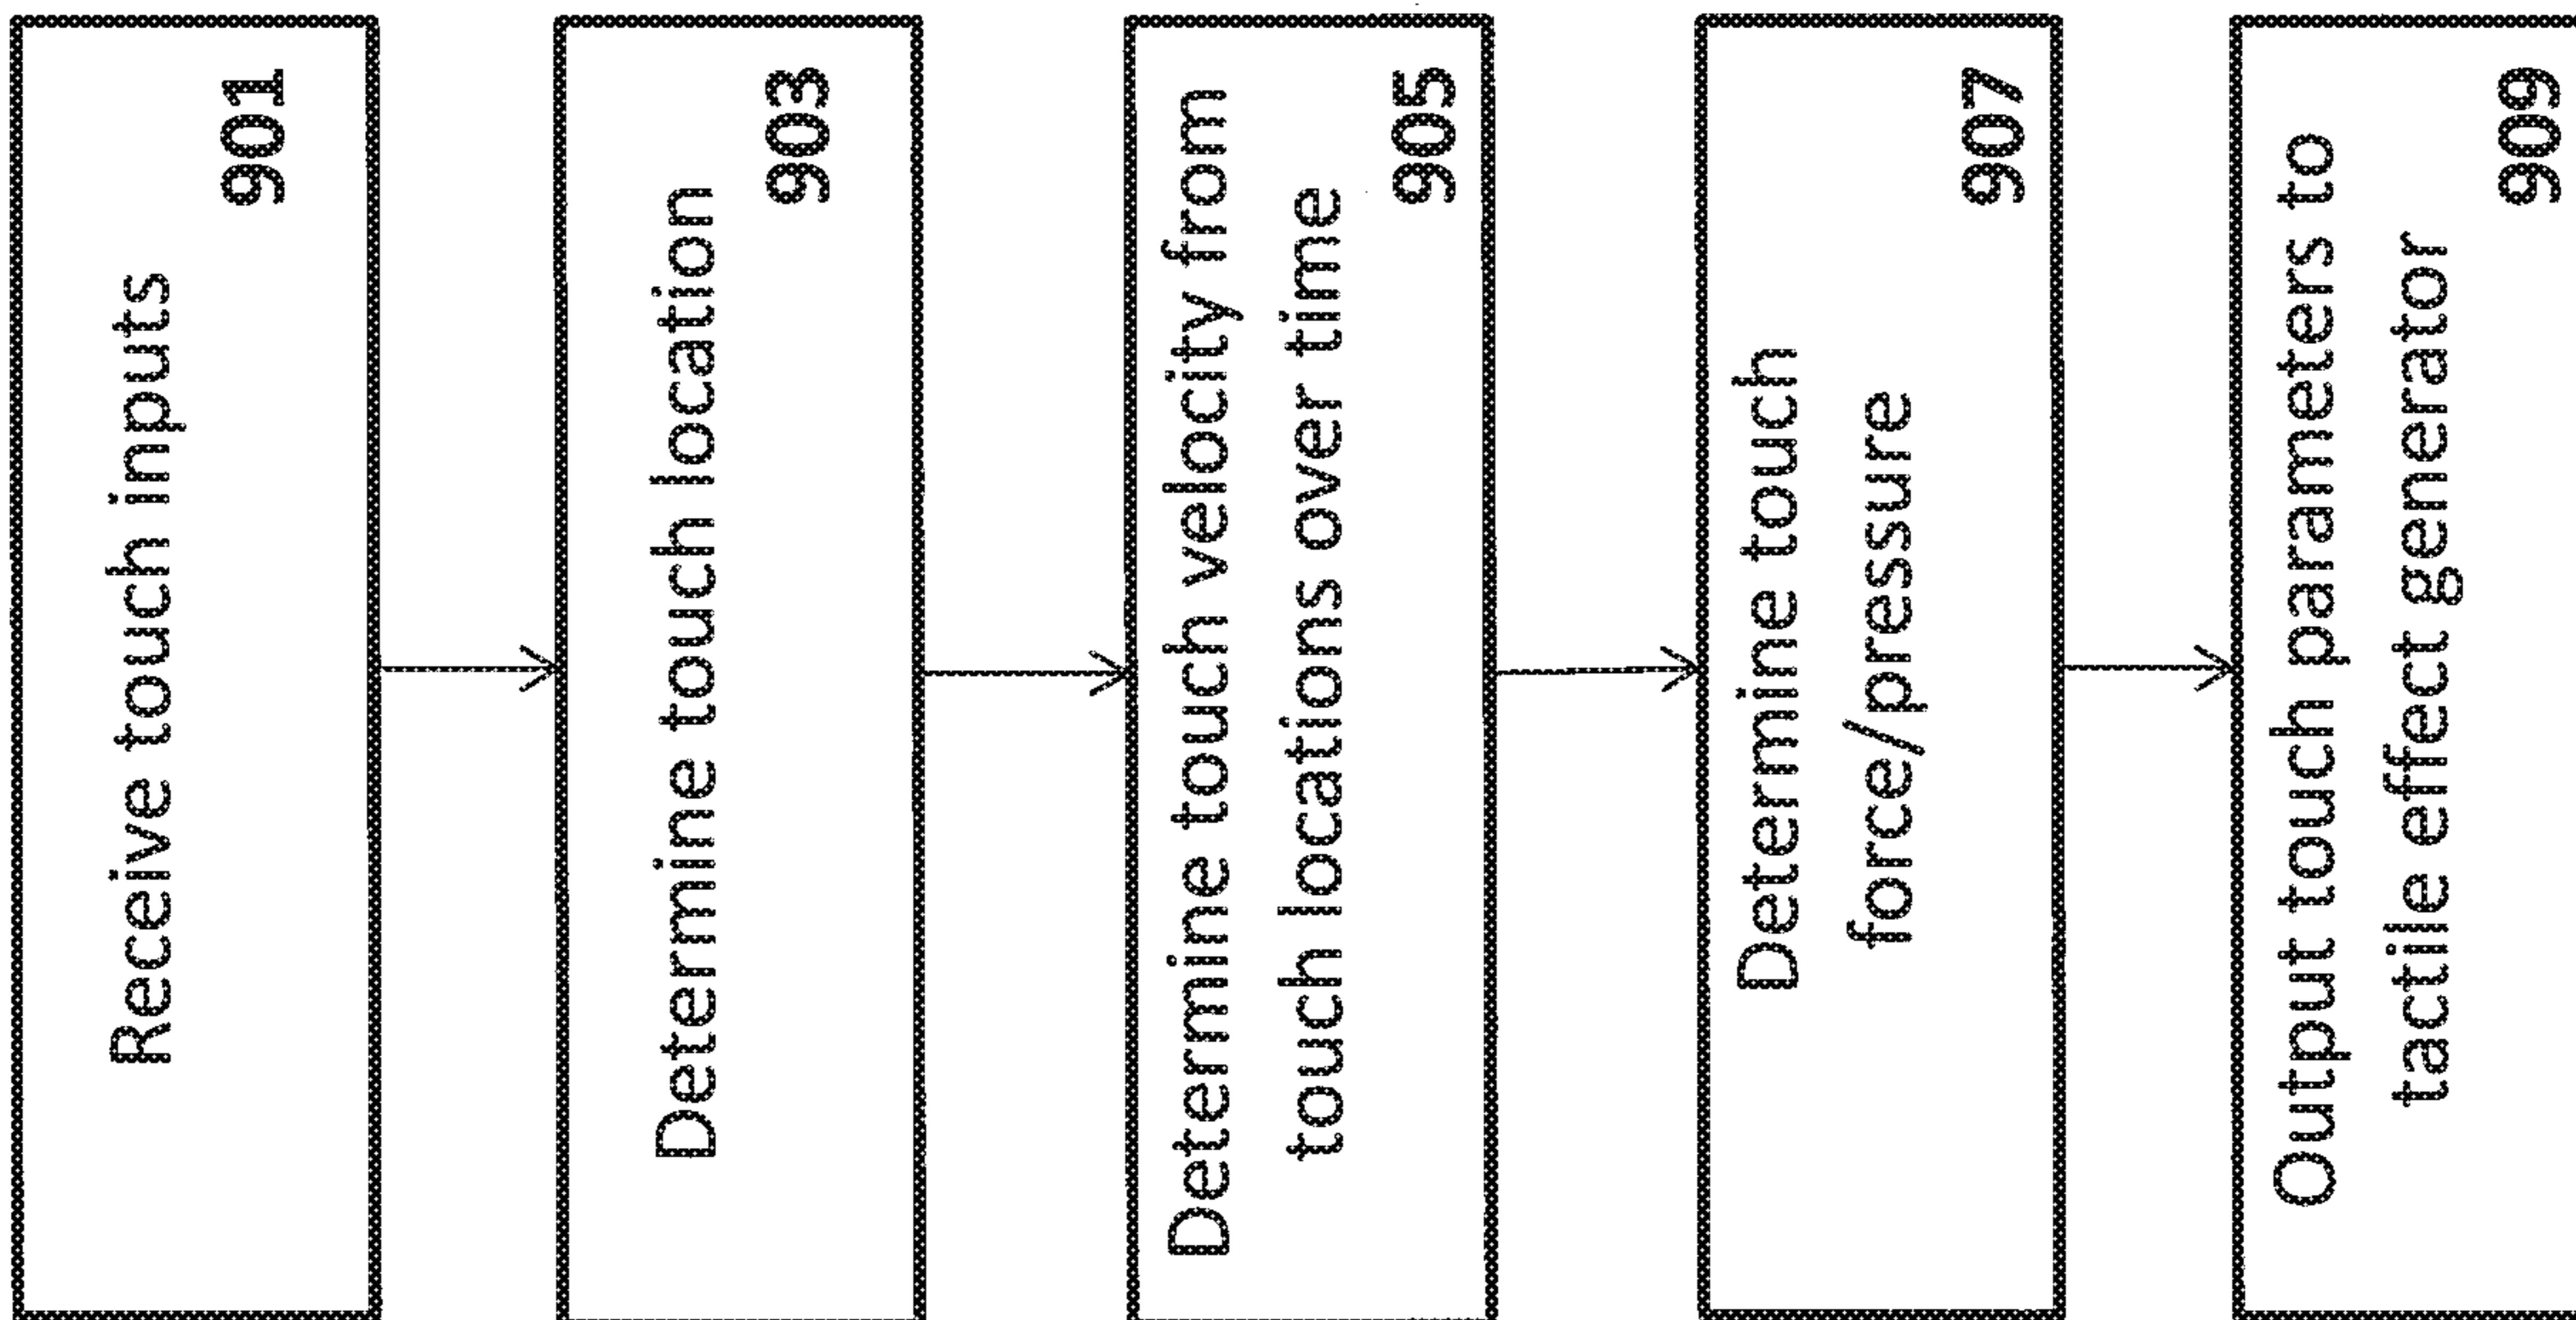 Receive touch inputs
901
Determine touch location
903
Determine touch velocity from
touch locations over time
905
Determine touch
force/pressure
907
Output touch parameters to
tactile effect generator
909